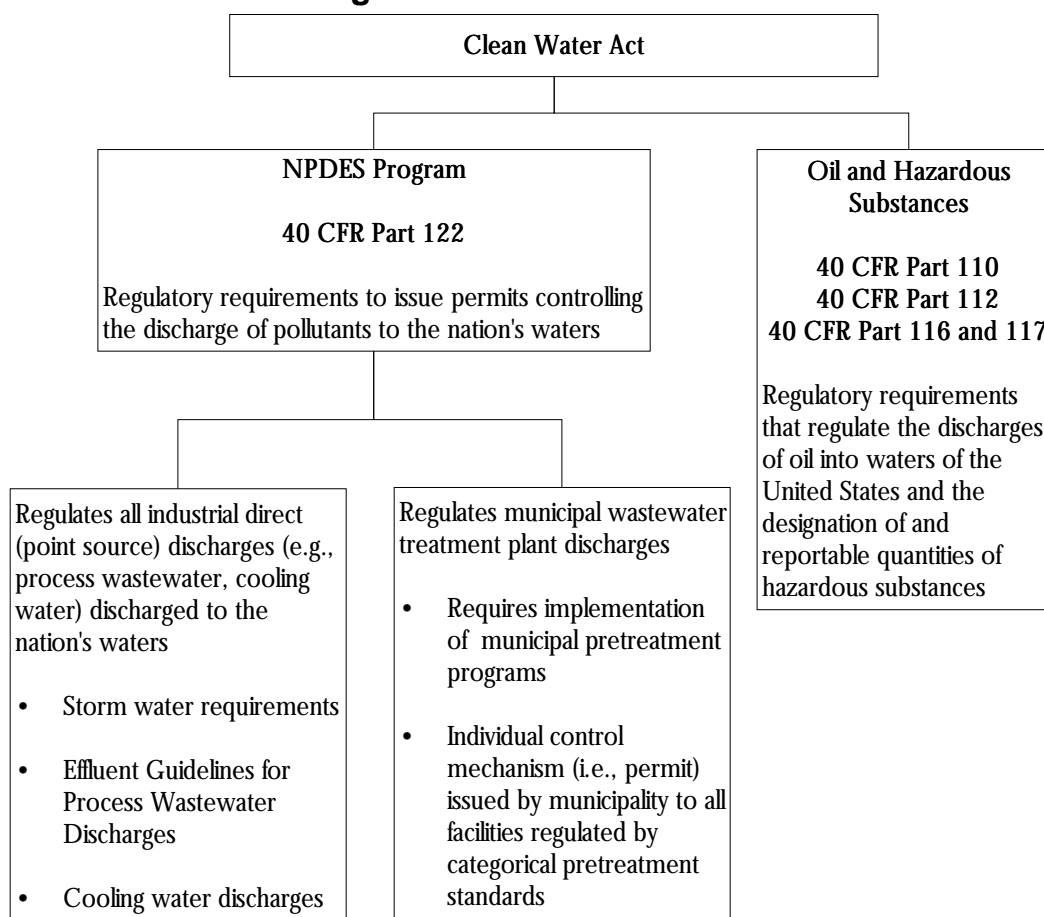 Clean Water Act
NPDES Program
40 CFR Part 122
Regulatory requirements to issue permits controlling
the discharge of pollutants to the nation's waters
Oil and Hazardous
Substances
40 CFR Part 110
40 CFR Part 112
40 CFR Part 116 and 117
Regulatory requirements
that regulate the discharges
of oil into waters of the
United States and the
designation of and
reportable quantities of
hazardous substances
Regulates all industrial direct
(point source) discharges (e.g.,
process wastewater, cooling
water) discharged to the
nation's waters
• Storm water requirements
• Effluent Guidelines for
Process Wastewater
Discharges
• Cooling water discharges
Regulates municipal wastewater
treatment plant discharges
• Requires implementation
of municipal pretreatment
programs
• Individual control
mechanism (i.e., permit)
issued by municipality to all
facilities regulated by
categorical pretreatment
standards